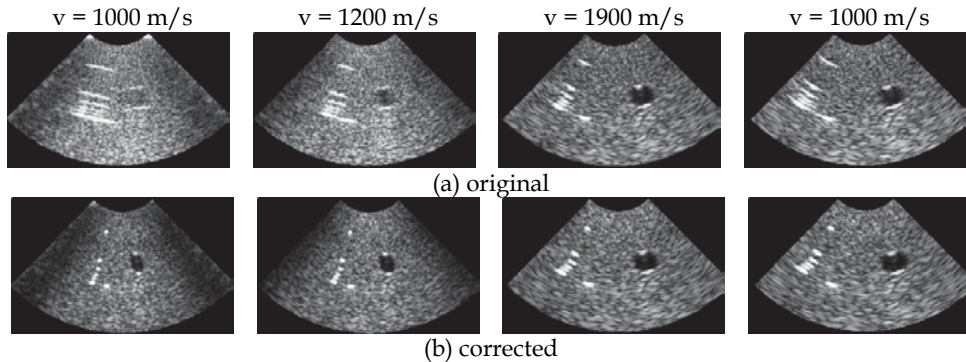 v = 1000 m/s v = 1200 m/s v = 1900 m/s v = 1000 m/s
(a) original
(b) corrected